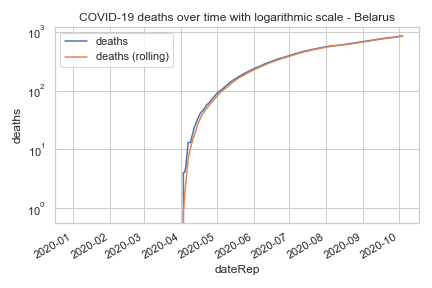 COVID-19 deaths over time with logarithmic scale - Belarus
10³
deaths
deaths (rolling)
10²
10¹
10⁰
deaths
2020-01
2020-02
2020-03
2020-04
2020-05
2020-06
2020-07
2020-08
2020-09
2020-10
dateRep